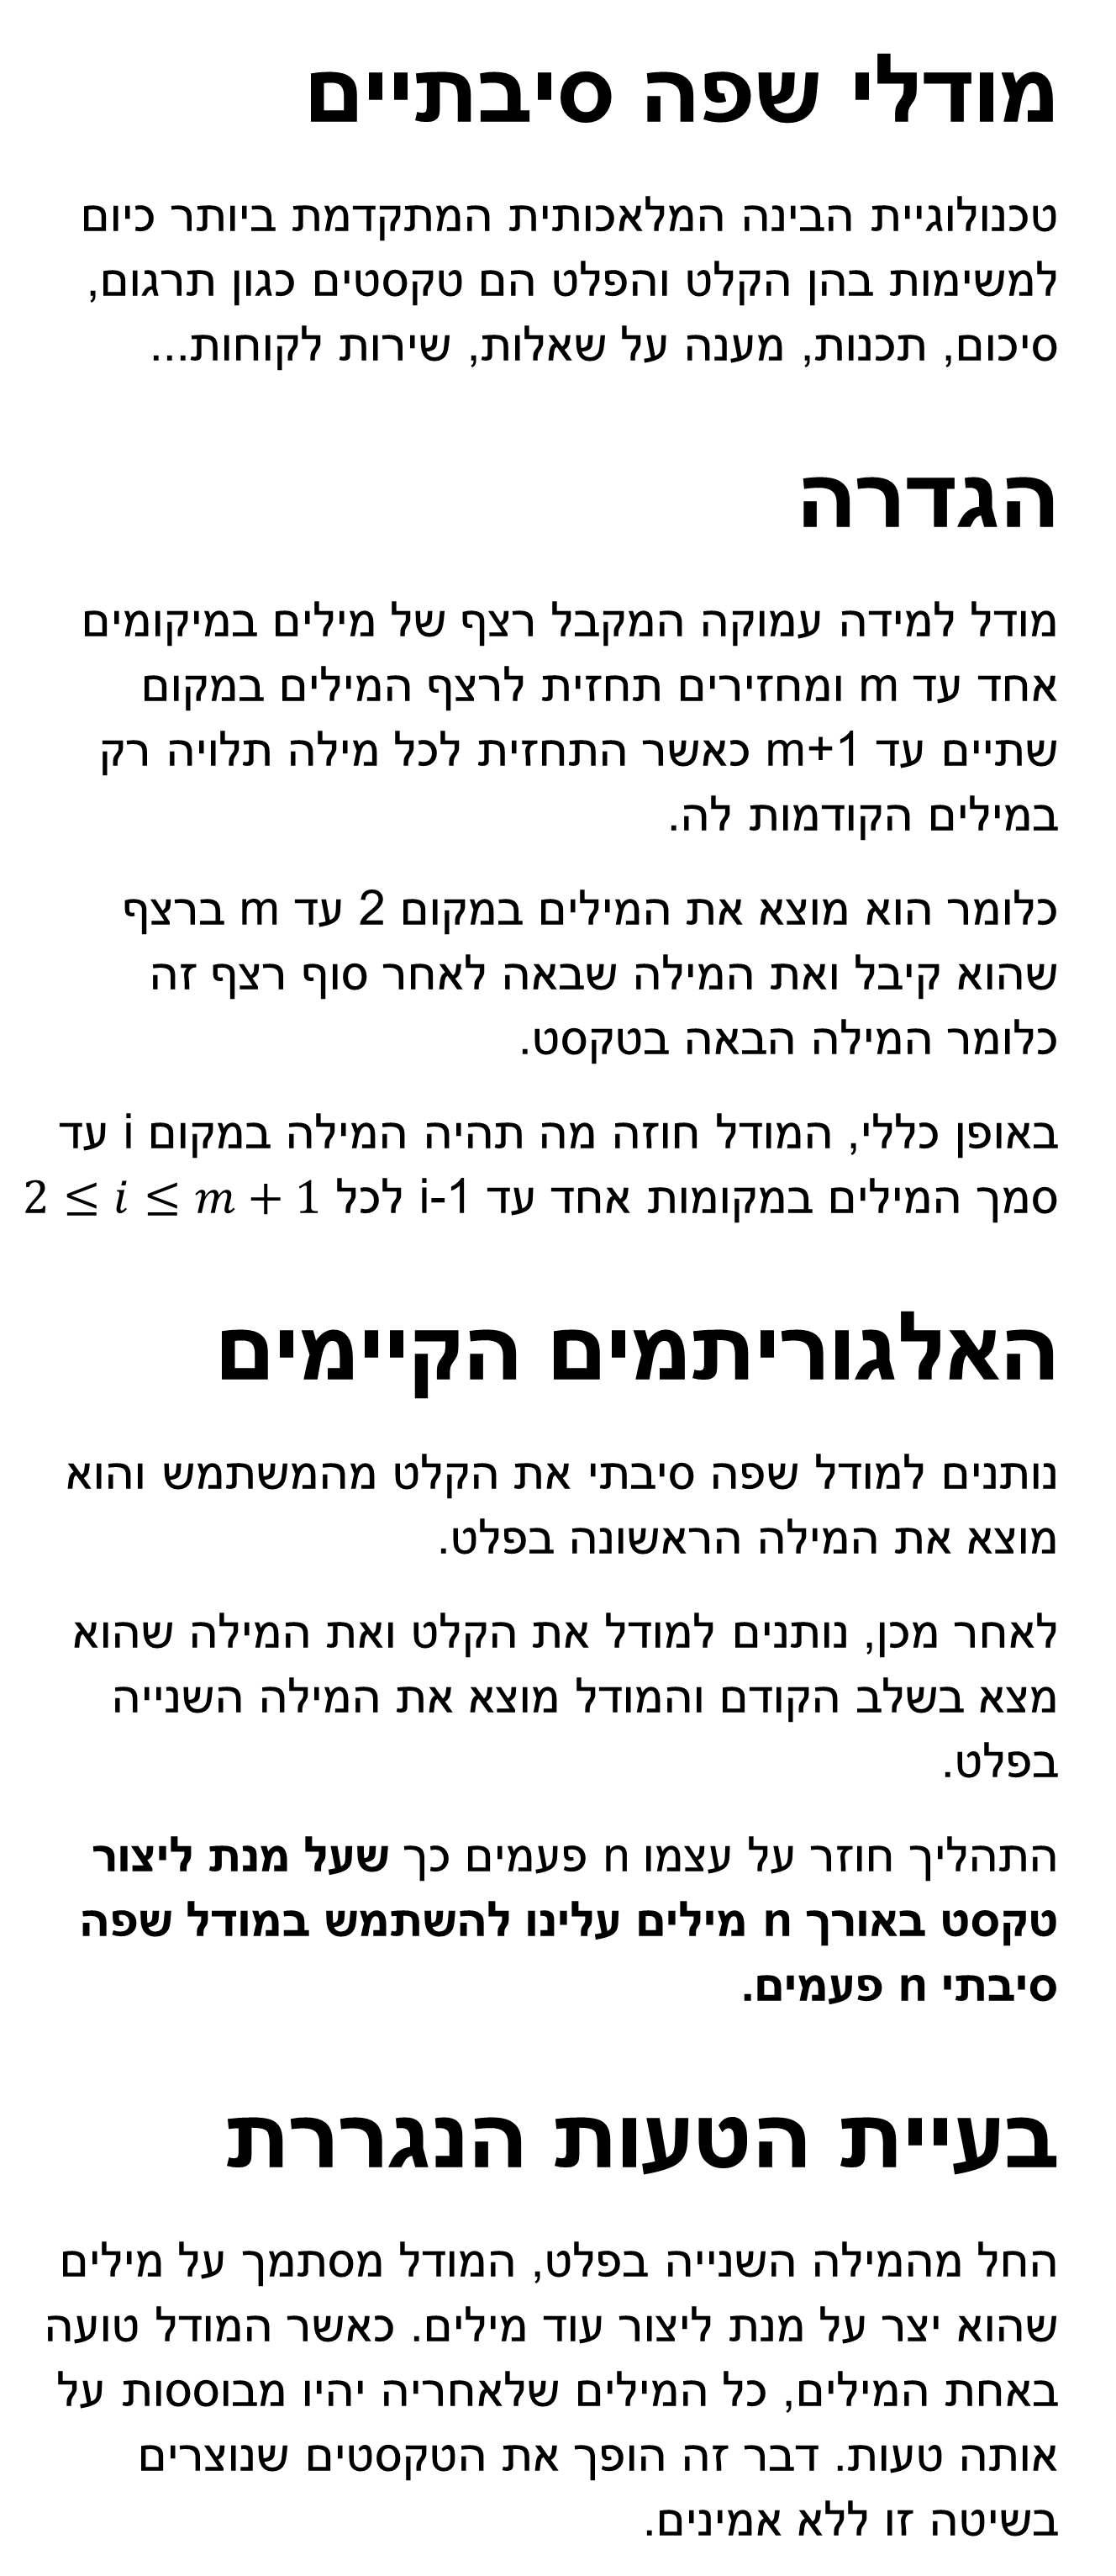 מודלי שפה סיבתיים
טכנולוגיית הבינה המלאכותית המתקדמת ביותר כיום
למשימות בהן הקלט והפלט הם טקסטים כגון תרגום,
סיכום, תכנות, מענה על שאלות, שירות לקוחות...
הגדרה
מודל למידה עמוקה המקבל רצף של מילים במיקומים
אחד עד m ומחזירים תחזית לרצף המילים במקום
שתיים עד m+1 כאשר התחזית לכל מילה תלויה רק
במילים הקודמות לה.
כלומר הוא מוצא את המילים במקום 2 עד m ברצף
שהוא קיבל ואת המילה שבאה לאחר סוף רצף זה
כלומר המילה הבאה בטקסט.
באופן כללי, המודל חוזה מה תהיה המילה במקום i עד
סמך המילים במקומות אחד עד i-1 לכל 2 ≤ i ≤ m + 1
האלגוריתמים הקיימים
נותנים למודל שפה סיבתי את הקלט מהמשתמש והוא
מוצא את המילה הראשונה בפלט.
לאחר מכן, נותנים למודל את הקלט ואת המילה שהוא
מצא בשלב הקודם והמודל מוצא את המילה השנייה
בפלט.
התהליך חוזר על עצמו n פעמים כך שעל מנת ליצור
טקסט באורך n מילים עלינו להשתמש במודל שפה
סיבתי n פעמים.
בעיית הטעות הנגררת
החל מהמילה השנייה בפלט, המודל מסתמך על מילים
שהוא יצר על מנת ליצור עוד מילים. כאשר המודל טועה
באחת המילים, כל המילים שלאחריה יהיו מבוססות על
אותה טעות. דבר זה הופך את הטקסטים שנוצרים
בשיטה זו ללא אמינים.